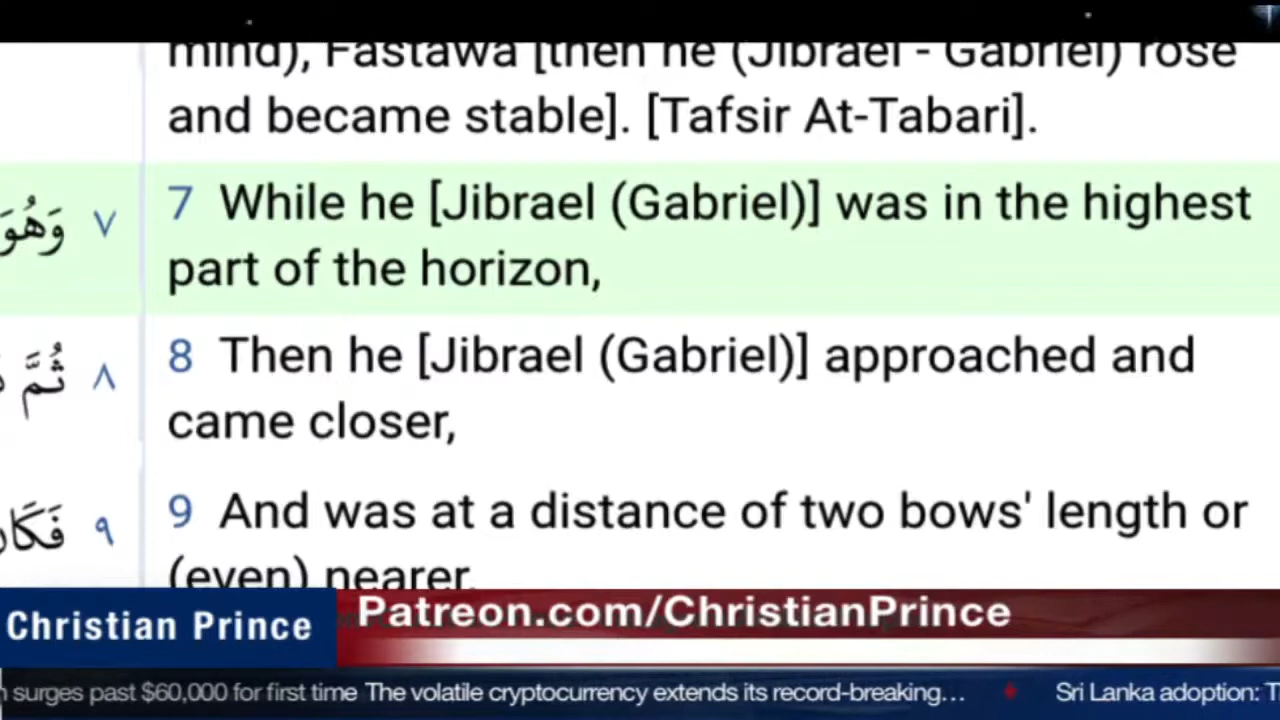 mind), Fastawa [then he (Jibrael - Gabriel) rose
and became stable]. [Tafsir At-Tabari].
وَهُوَ ٧ 7 While he [Jibrael (Gabriel)] was in the highest
part of the horizon,
ثُمَّ ٨ 8 Then he [Jibrael (Gabriel)] approached and
came closer,
٩ 9 And was at a distance of two bows' length or
(even) nearer.
Christian Prince
Patreon.com/ChristianPrince
surges past $60,000 for first time The volatile cryptocurrency extends its record-breaking… Sri Lanka adoption: